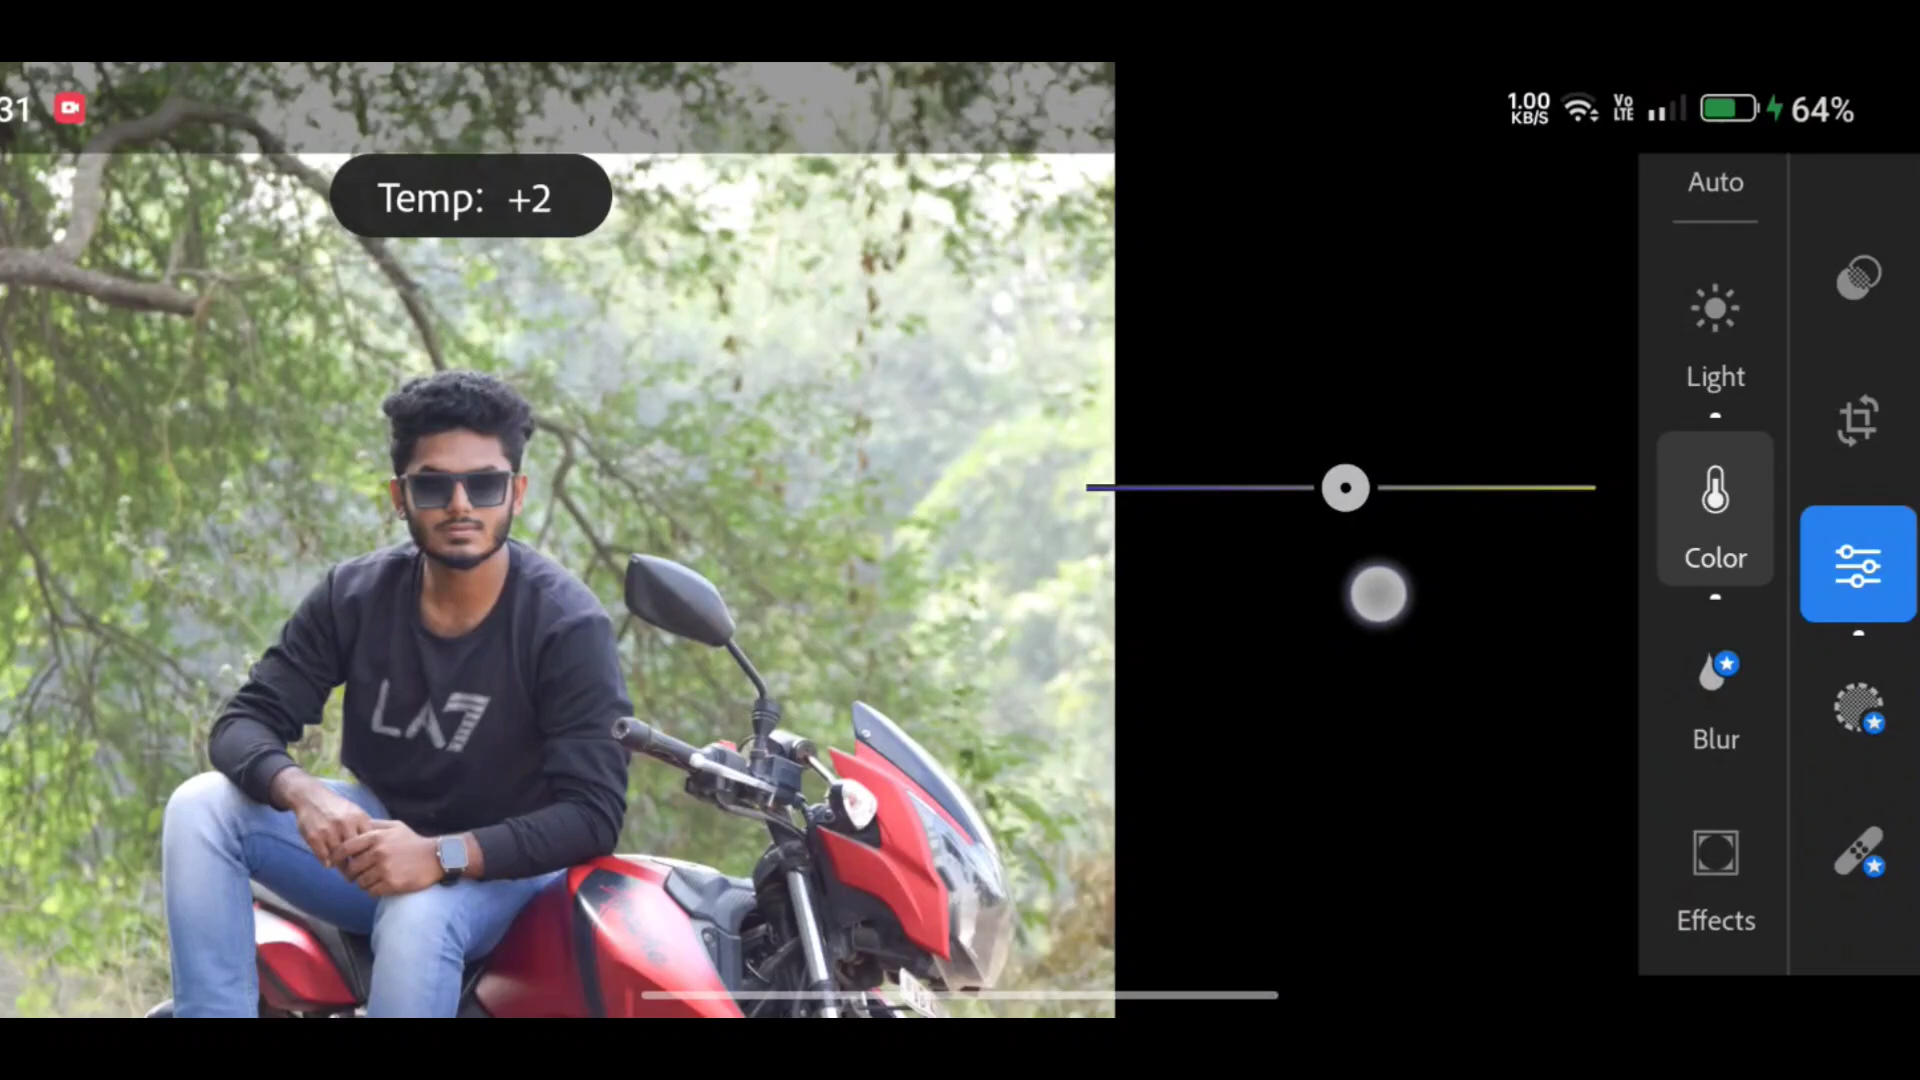 31
1.00
KB/S
Vo
LTE
64%
Temp: +2
Auto
Light
Color
Blur
Effects
LA7